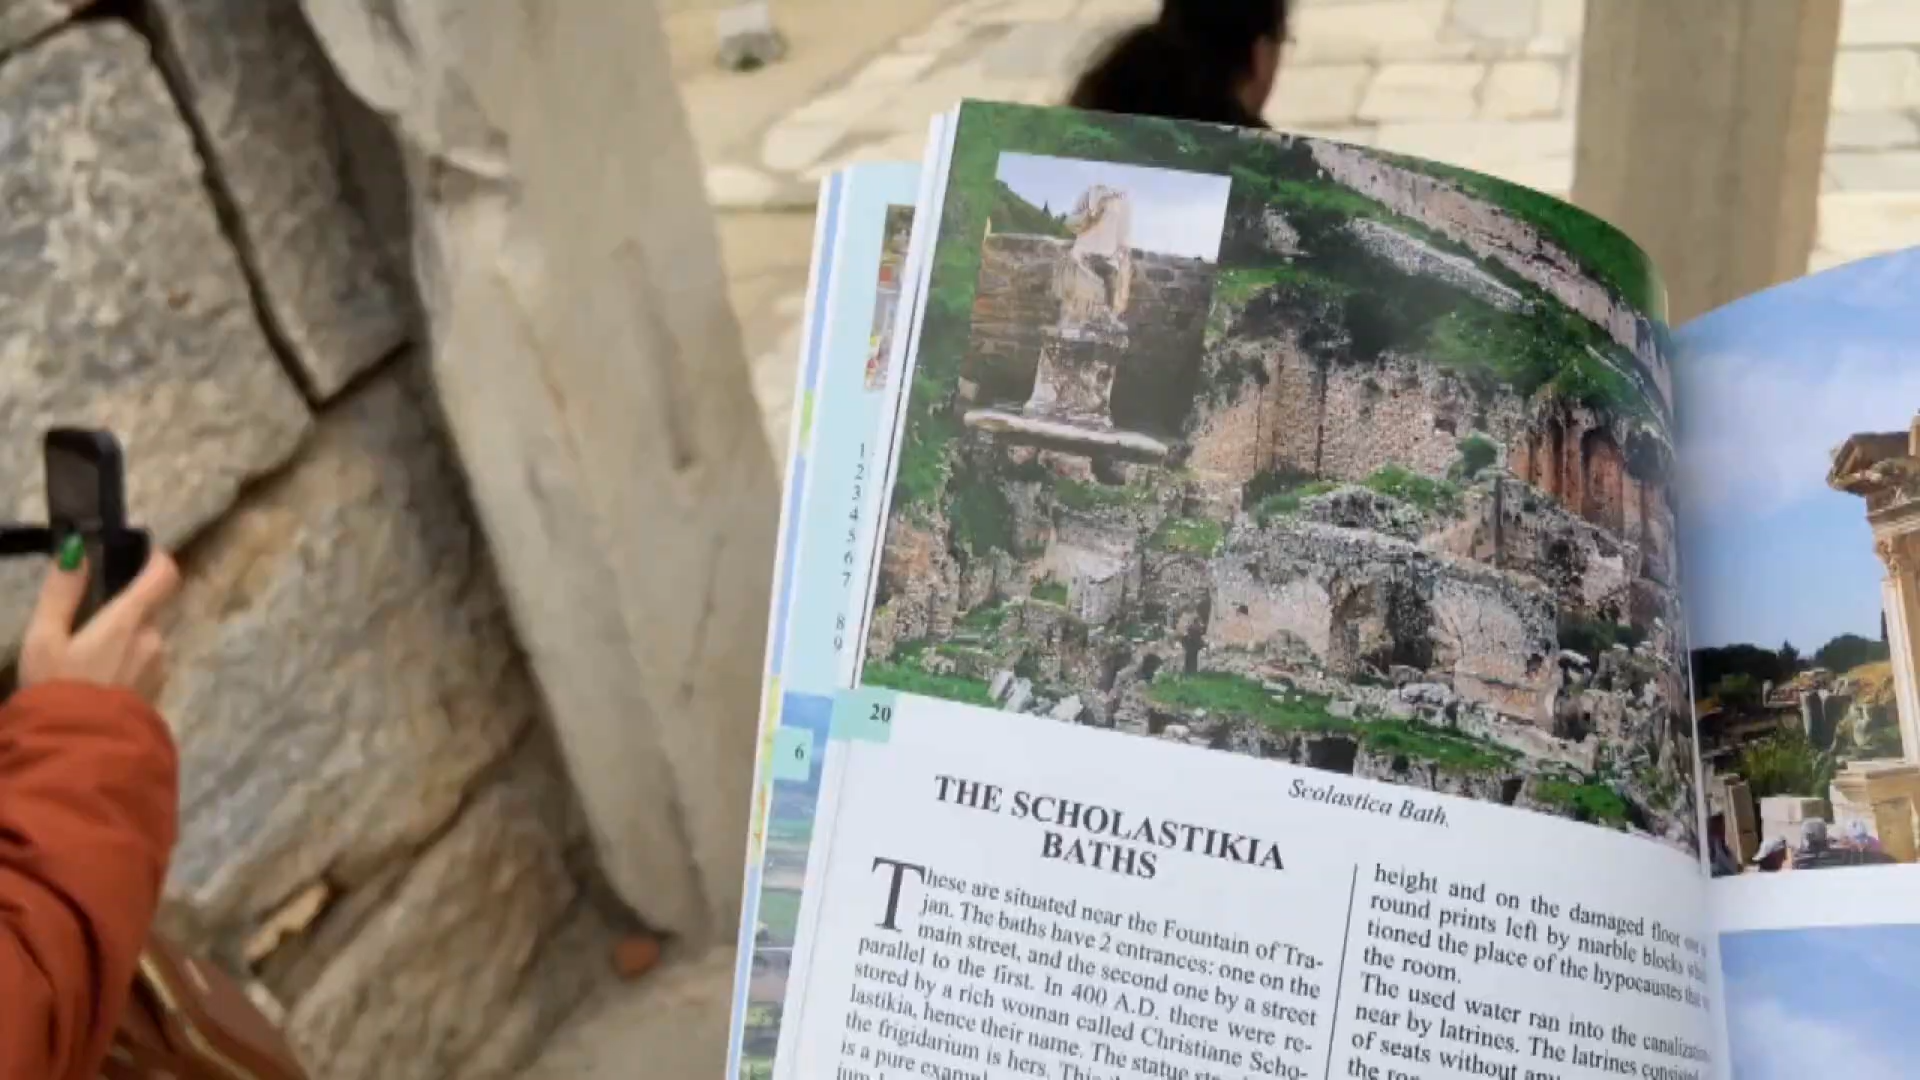 1
2
3
4
5
6
7
8
9
6
20
Scolastica Bath.
THE SCHOLASTIKIA
BATHS
These are situated near the Fountain of Tra-
jan. The baths have 2 entrances: one on the
main street, and the second one by a street
parallel to the first. In 400 A.D. there were re-
stored by a rich woman called Christiane Scho-
lastikia, hence their name. The statue
the frigidarium is hers. This
is a pure
height and on the damaged floor
round prints left by marble blocks
tioned the place of the hypocaustes
the room.
The used water ran into the
near by latrines. The latrines
of seats without
the